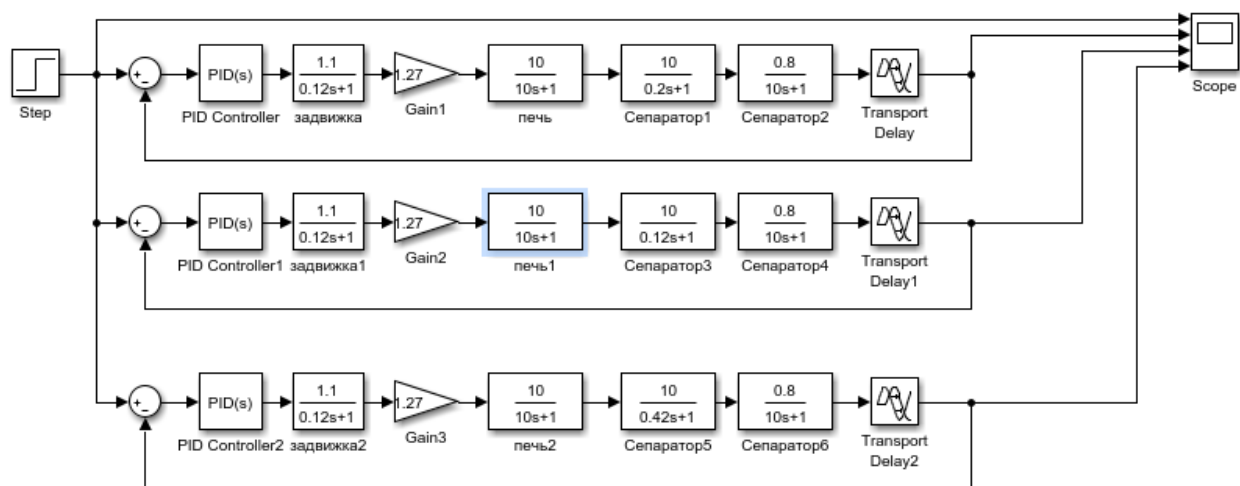 Step
+
-
PID(s)
PID Controller
1.1
0.12s+1
задвижка
1.27
Gain1
10
10s+1
печь
10
0.2s+1
Сепаратор1
0.8
10s+1
Сепаратор2
Transport
Delay
Scope
+
-
PID(s)
PID Controller1
1.1
0.12s+1
задвижка1
1.27
Gain2
10
10s+1
печь1
10
0.12s+1
Сепаратор3
0.8
10s+1
Сепаратор4
Transport
Delay1
+
-
PID(s)
PID Controller2
1.1
0.12s+1
задвижка2
1.27
Gain3
10
10s+1
печь2
10
0.42s+1
Сепаратор5
0.8
10s+1
Сепаратор6
Transport
Delay2